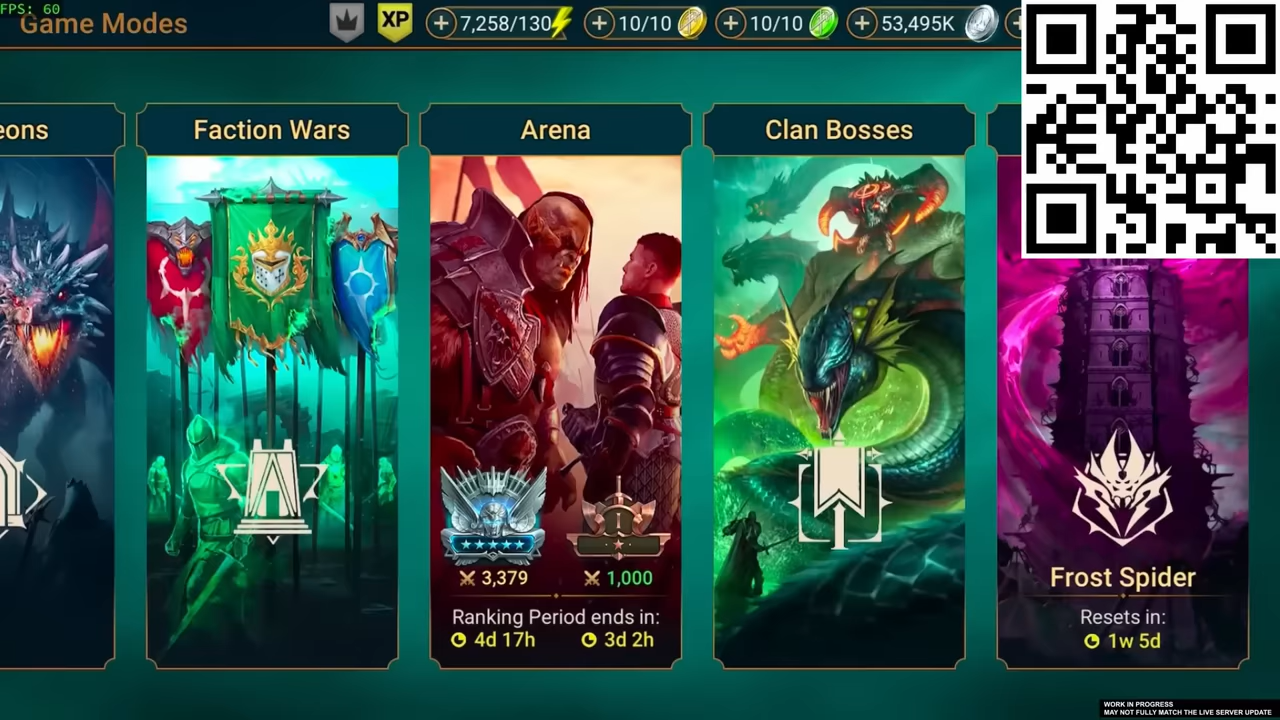 FPS: 60
Game Modes
XP
7,258/130
10/10
10/10
53,495K
eons
Faction Wars
Arena
Clan Bosses
3,379
1,000
Ranking Period ends in:
4d 17h
3d 2h
Frost Spider
Resets in:
1w 5d
WORK IN PROGRESS
MAY NOT FULLY MATCH THE LIVE SERVER UPDATE